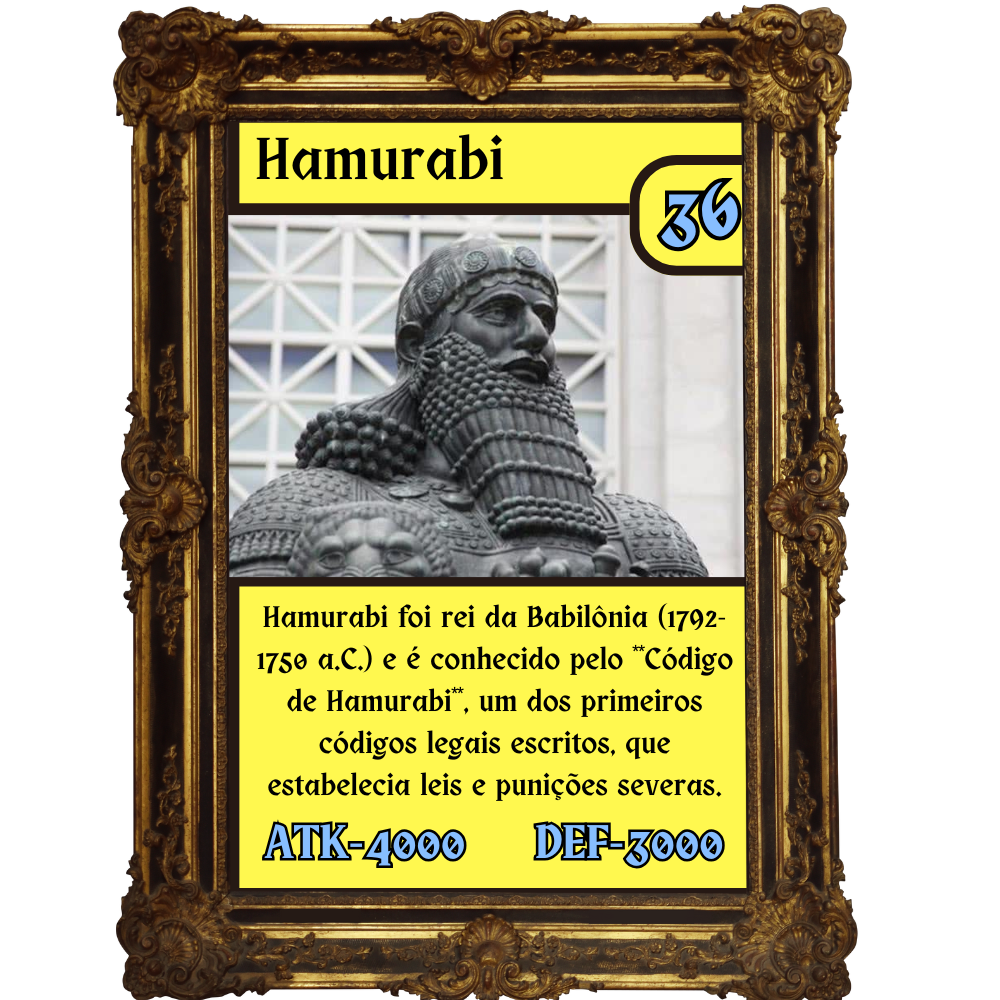 Hamurabi
36
Hamurabi foi rei da Babilônia (1792-
1750 a.C.) e é conhecido pelo **Código
de Hamurabi**, um dos primeiros
códigos legais escritos, que
estabelecia leis e punições severas.
ATK-4000 DEF-3000